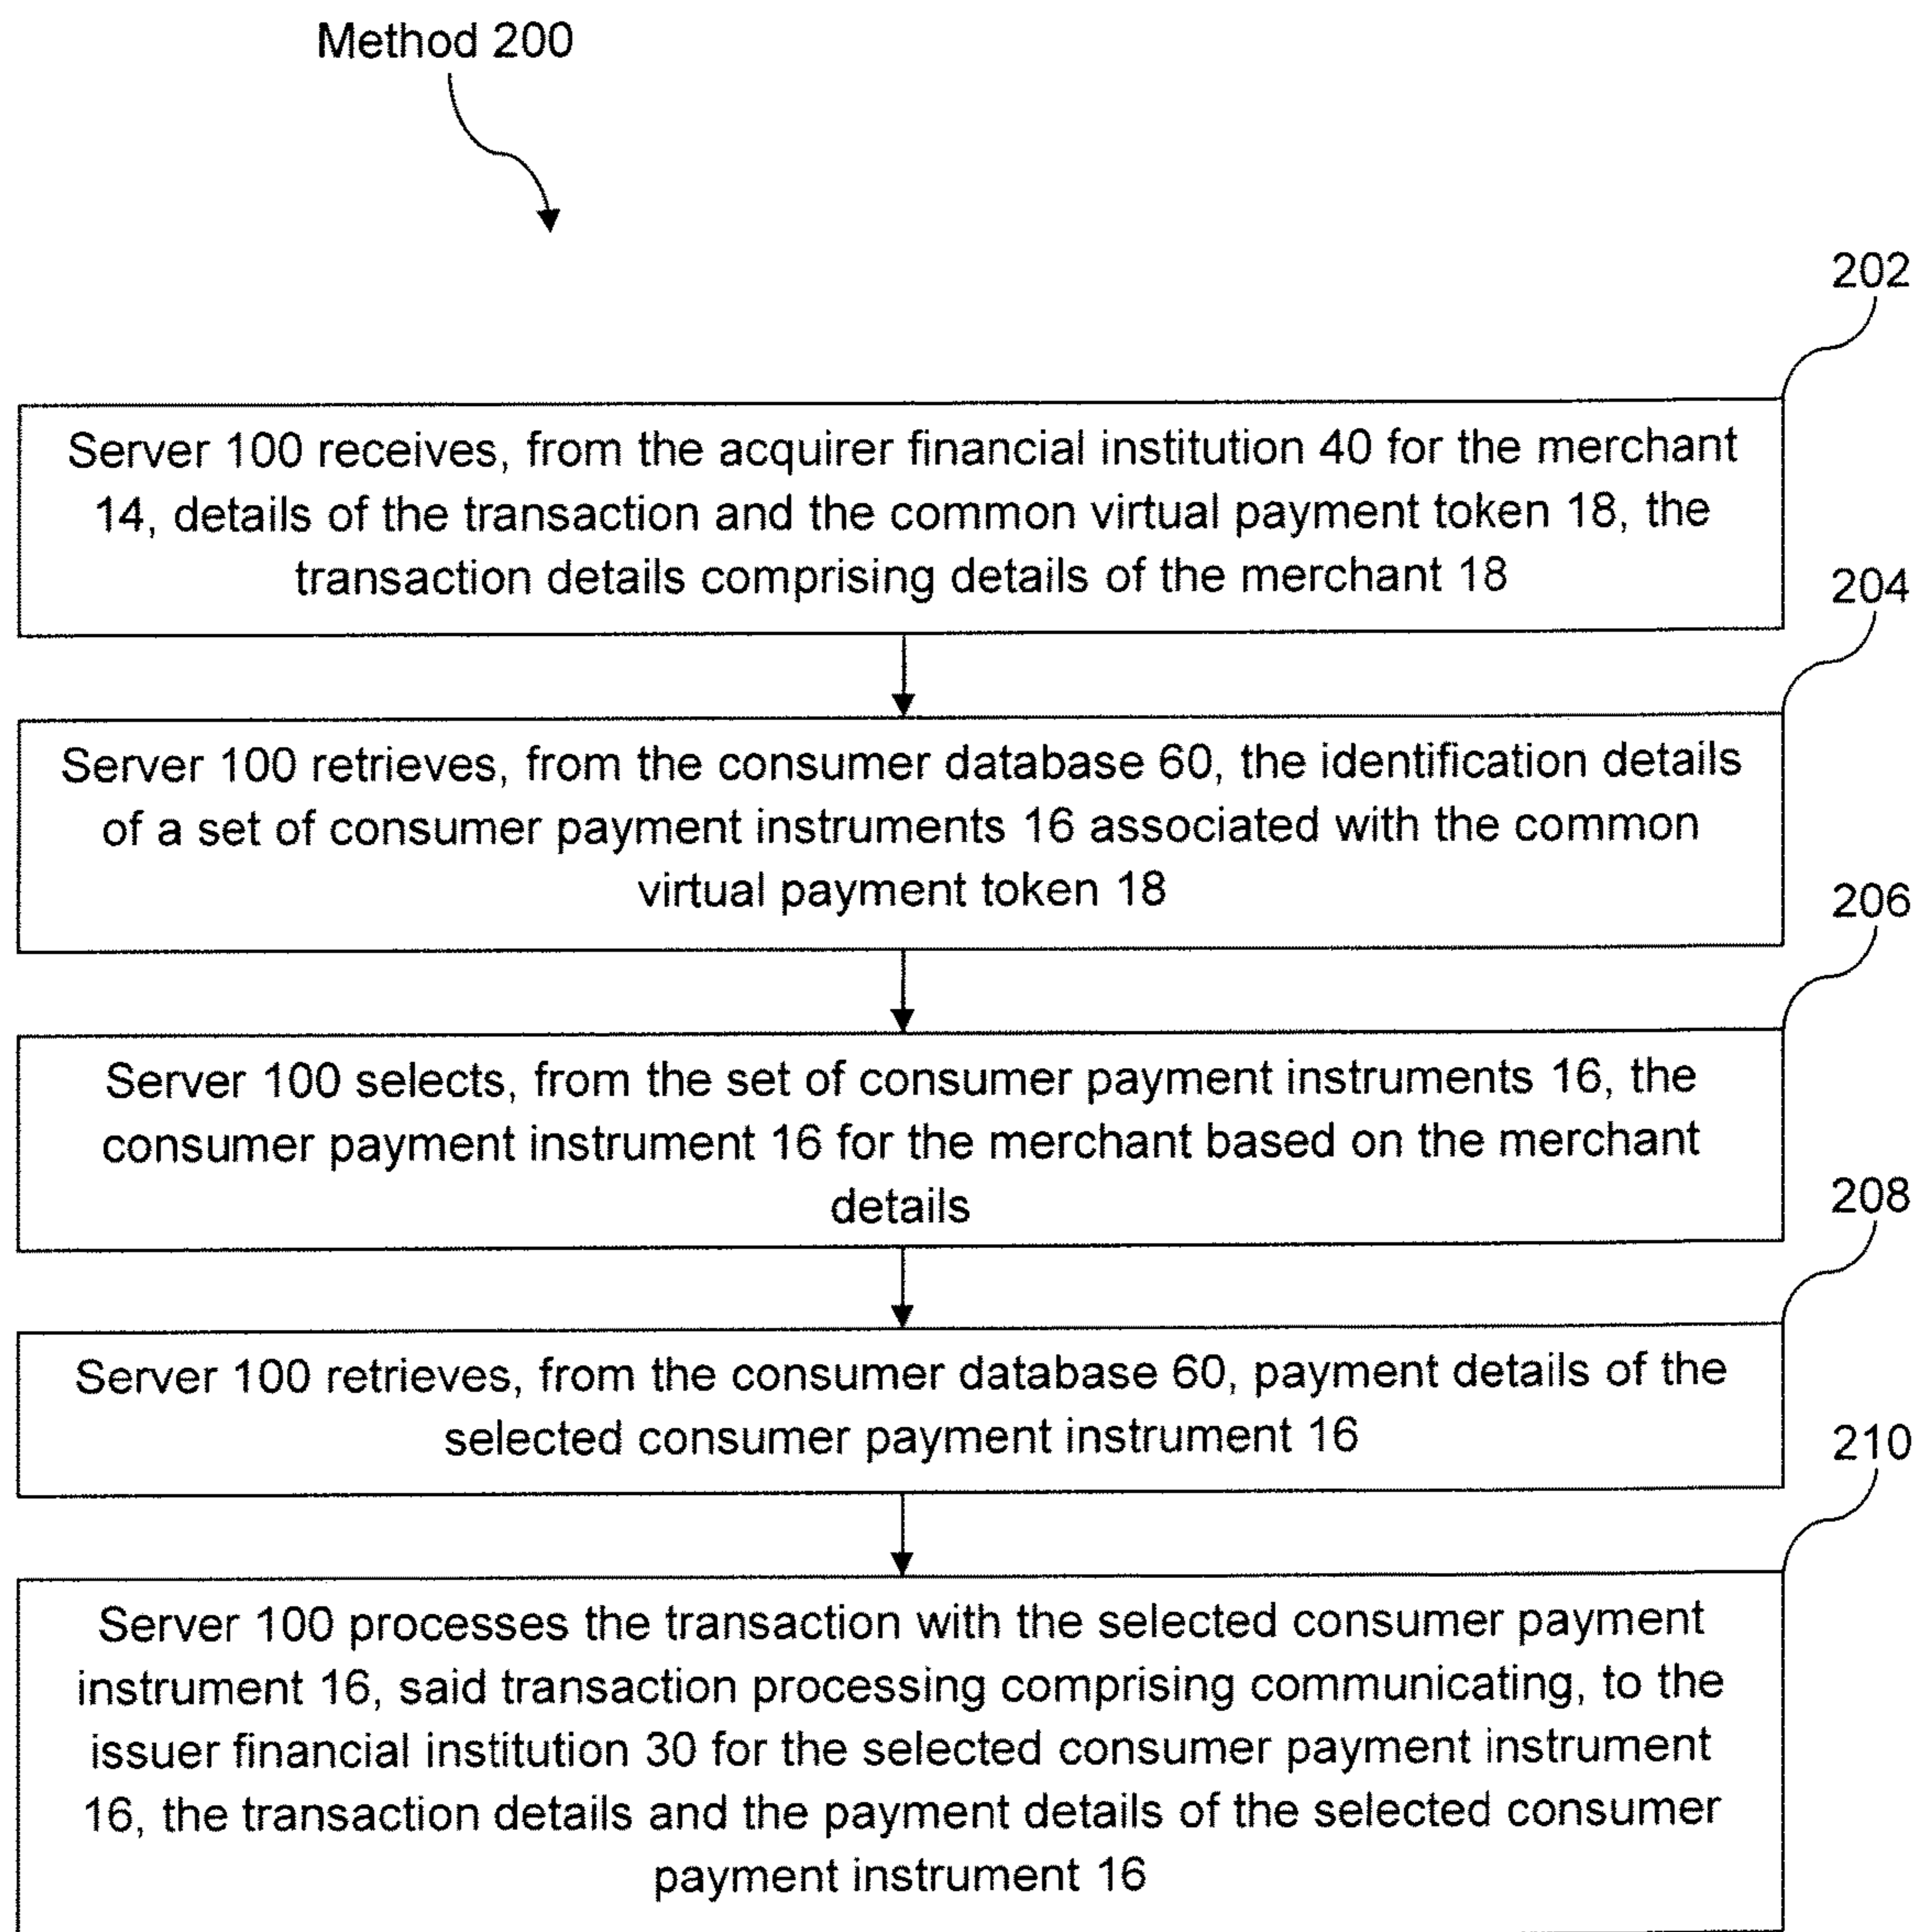 Method 200
202
Server 100 receives, from the acquirer financial institution 40 for the merchant
14, details of the transaction and the common virtual payment token 18, the
transaction details comprising details of the merchant 18
204
Server 100 retrieves, from the consumer database 60, the identification details
of a set of consumer payment instruments 16 associated with the common
virtual payment token 18
206
Server 100 selects, from the set of consumer payment instruments 16, the
consumer payment instrument 16 for the merchant based on the merchant
details
208
Server 100 retrieves, from the consumer database 60, payment details of the
selected consumer payment instrument 16
210
Server 100 processes the transaction with the selected consumer payment
instrument 16, said transaction processing comprising communicating, to the
issuer financial institution 30 for the selected consumer payment instrument
16, the transaction details and the payment details of the selected consumer
payment instrument 16